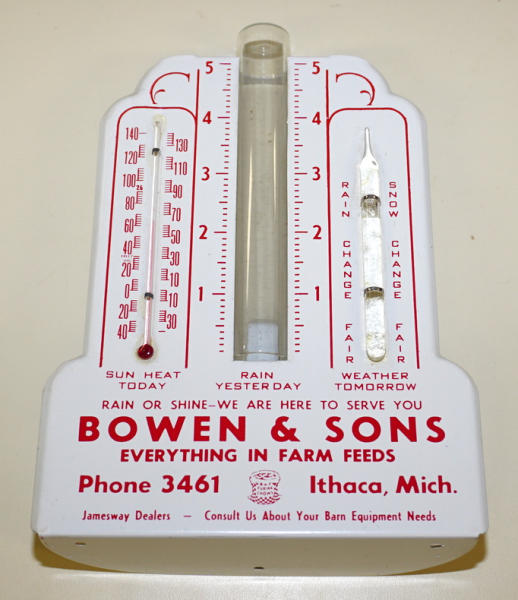 5 5
4 4
3 3
2 2
1 1
140 130
120 110
100 90
80 70
60 50
40 30
20 10
0 10
20 30
40
RAIN SNOW
CHANGE CHANGE
FAIR FAIR
SUN HEAT TODAY
RAIN YESTERDAY
WEATHER TOMORROW
RAIN OR SHINE-WE ARE HERE TO SERVE YOU
BOWEN & SONS
EVERYTHING IN FARM FEEDS
Phone 3461 Ithaca, Mich.
Jamesway Dealers — Consult Us About Your Barn Equipment Needs